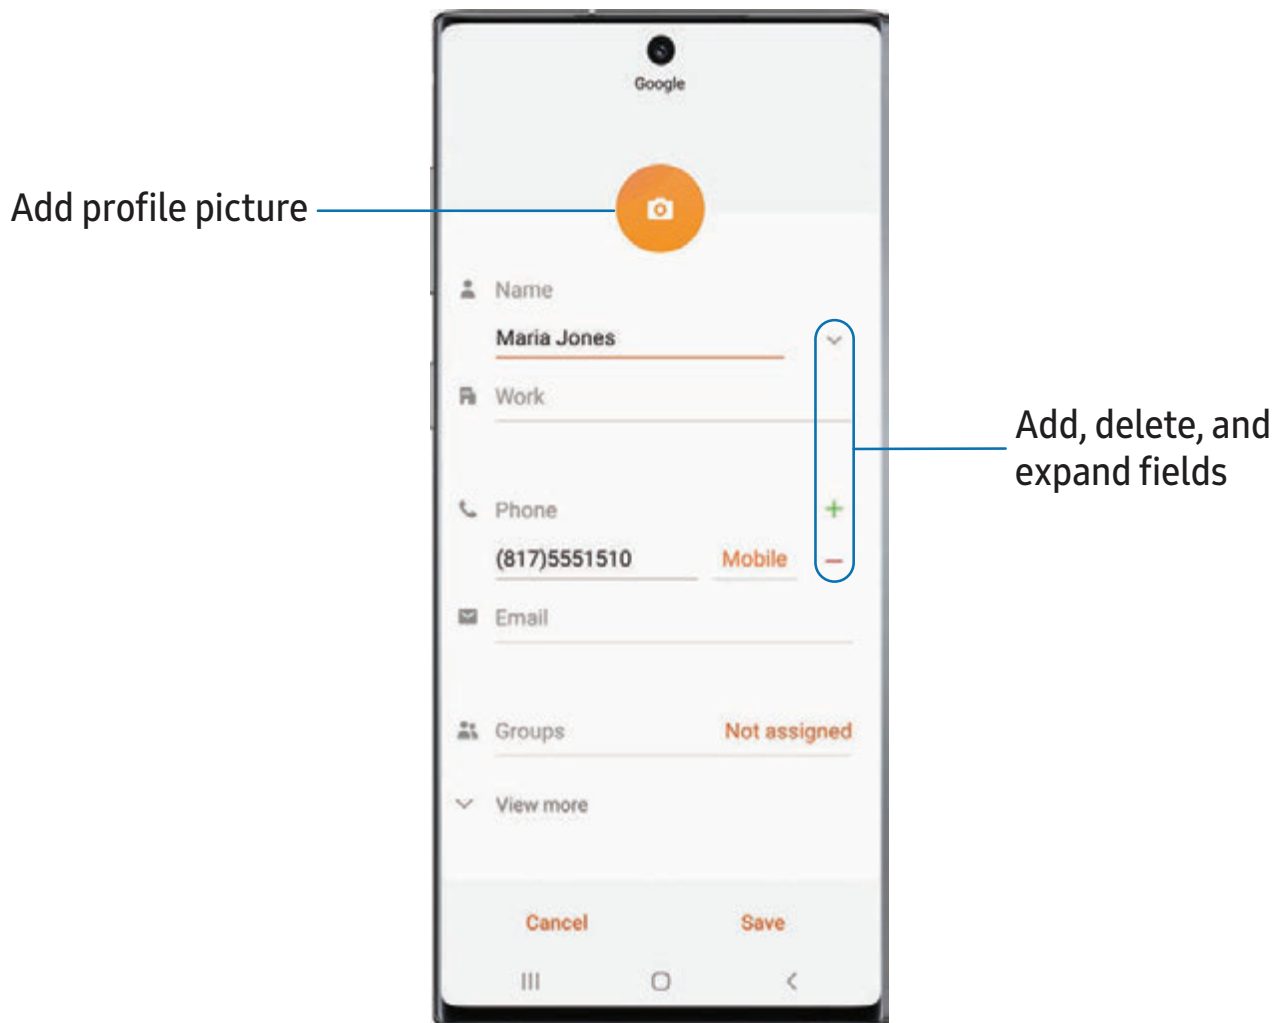 Google
Add profile picture
Name
Maria Jones
Work
Add, delete, and
expand fields
Phone
(817)5551510 Mobile
Email
Groups Not assigned
View more
Cancel Save